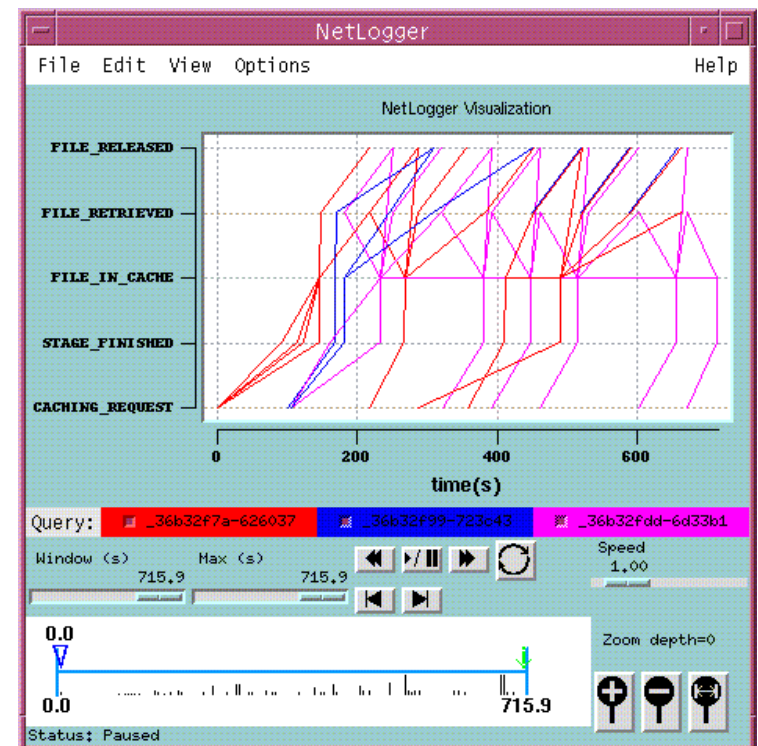 NetLogger
File Edit View Options Help
NetLogger Visualization
FILE_RELEASED
FILE_RETRIEVED
FILE_IN_CACHE
STAGE_FINISHED
CACHING_REQUEST
0 200 400 600
time(s)
Query: _36b32f7a-626037 _36b32f99-723c43 _36b32fdd-6d33b1
Window (s) Max (s) Speed
715.9 715.9 1.00
0.0
Zoom depth=0
0.0 715.9
Status: Paused